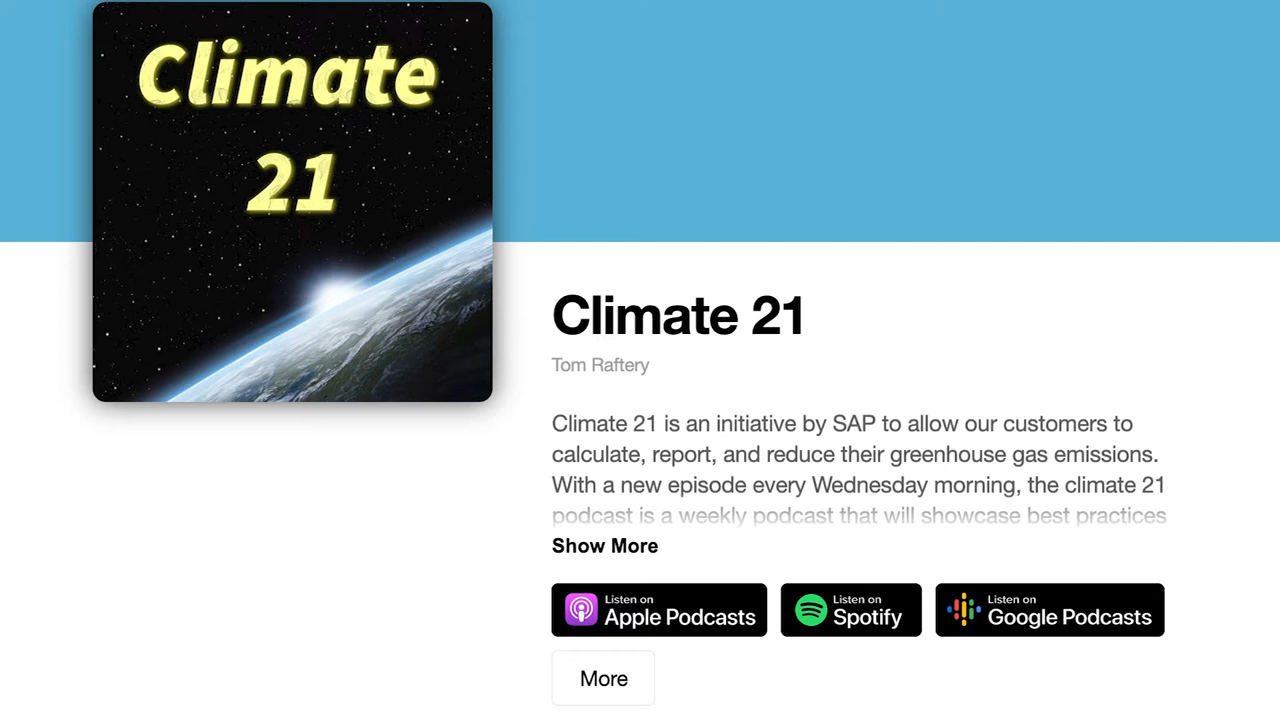 Climate
21
Climate 21
Tom Raftery
Climate 21 is an initiative by SAP to allow our customers to
calculate, report, and reduce their greenhouse gas emissions.
With a new episode every Wednesday morning, the climate 21
podcast is a weekly podcast that will showcase best practices
Show More
Listen on
Apple Podcasts
Listen on
Spotify
Listen on
Google Podcasts
More